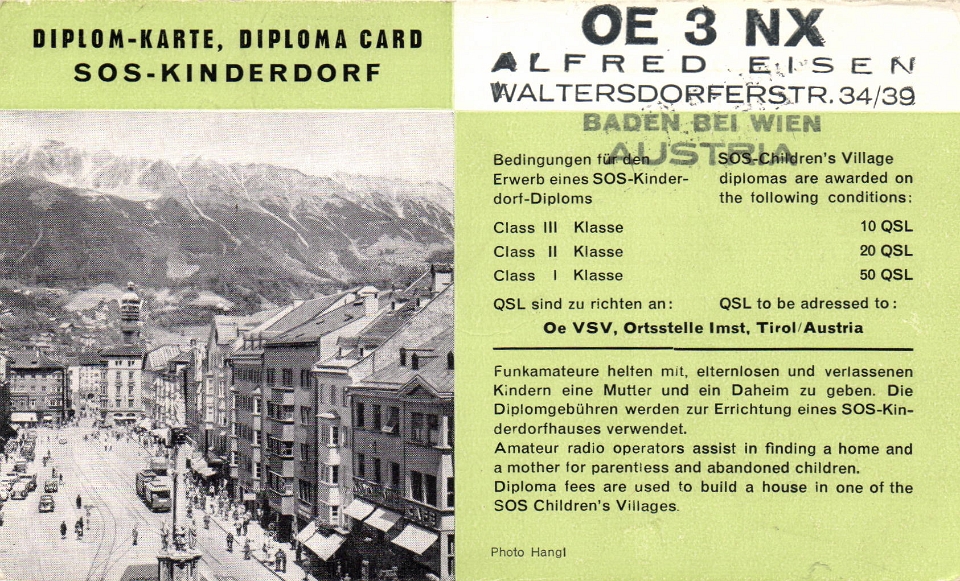 DIPLOM-KARTE, DIPLOMA CARD
SOS-KINDERDORF
OE 3 NX
ALFRED EISEN
WALTERSDORFERSTR. 34/39
BADEN BEI WIEN
AUSTRIA
Bedingungen für den
Erwerb eines SOS-Kinder-
dorf-Diploms
SOS-Children's Village
diplomas are awarded on
the following conditions:
Class III Klasse 10 QSL
Class II Klasse 20 QSL
Class I Klasse 50 QSL
QSL sind zu richten an: QSL to be adressed to:
Oe VSV, Ortsstelle Imst, Tirol/Austria
Funkamateure helfen mit, elternlosen und verlassenen
Kindern eine Mutter und ein Daheim zu geben. Die
Diplomgebühren werden zur Errichtung eines SOS-Kin-
derdorfhauses verwendet.
Amateur radio operators assist in finding a home and
a mother for parentless and abandoned children.
Diploma fees are used to build a house in one of the
SOS Children's Villages.
Photo Hangl